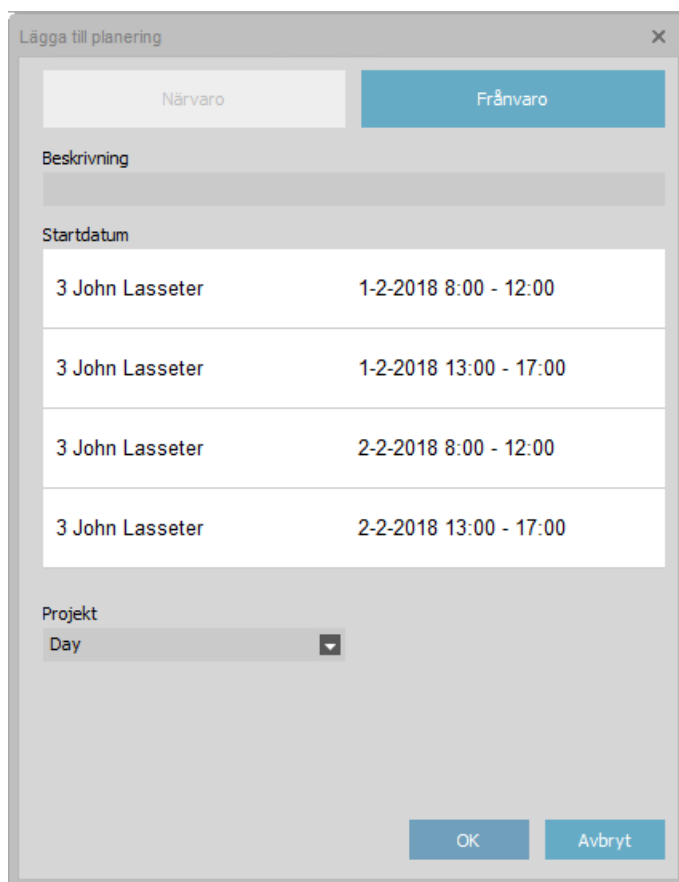 Lägga till planering
Närvaro Frånvaro
Beskrivning
Startdatum
3 John Lasseter 1-2-2018 8:00 - 12:00
3 John Lasseter 1-2-2018 13:00 - 17:00
3 John Lasseter 2-2-2018 8:00 - 12:00
3 John Lasseter 2-2-2018 13:00 - 17:00
Projekt
Day
OK Avbryt